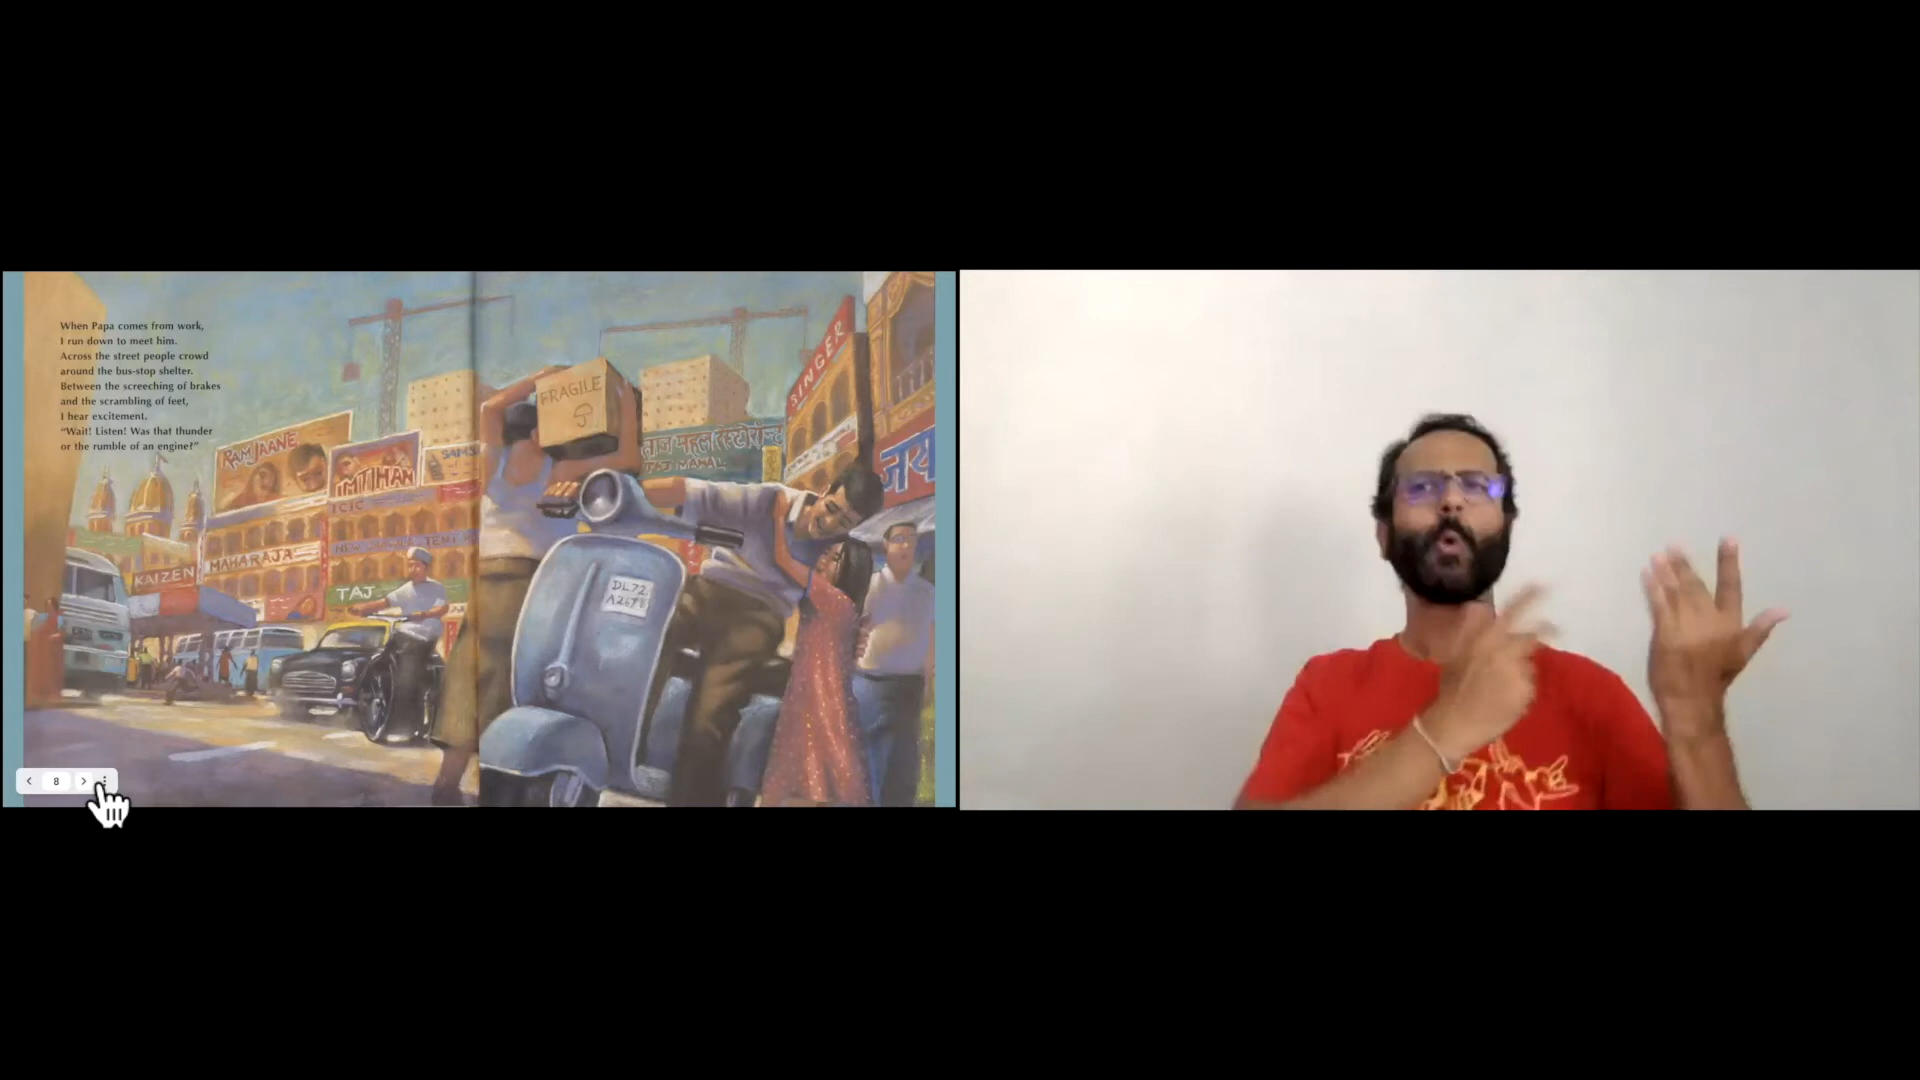 When Papa comes from work,
I run down to meet him.
Across the street people crowd
around the bus-stop shelter.
Between the screeching of brakes
and the scrambling of feet,
I hear excitement.
“Wait! Listen! Was that thunder
or the rumble of an engine?”
RAM JAANE
IMTIHAN
SAMS
ICIC
MAHARAJA
KAIZEN
TAJ
FRAGILE
SINGER
ताज महल रेस्टोरेन्ट
TAJ MAHAL
जय
DL72
8